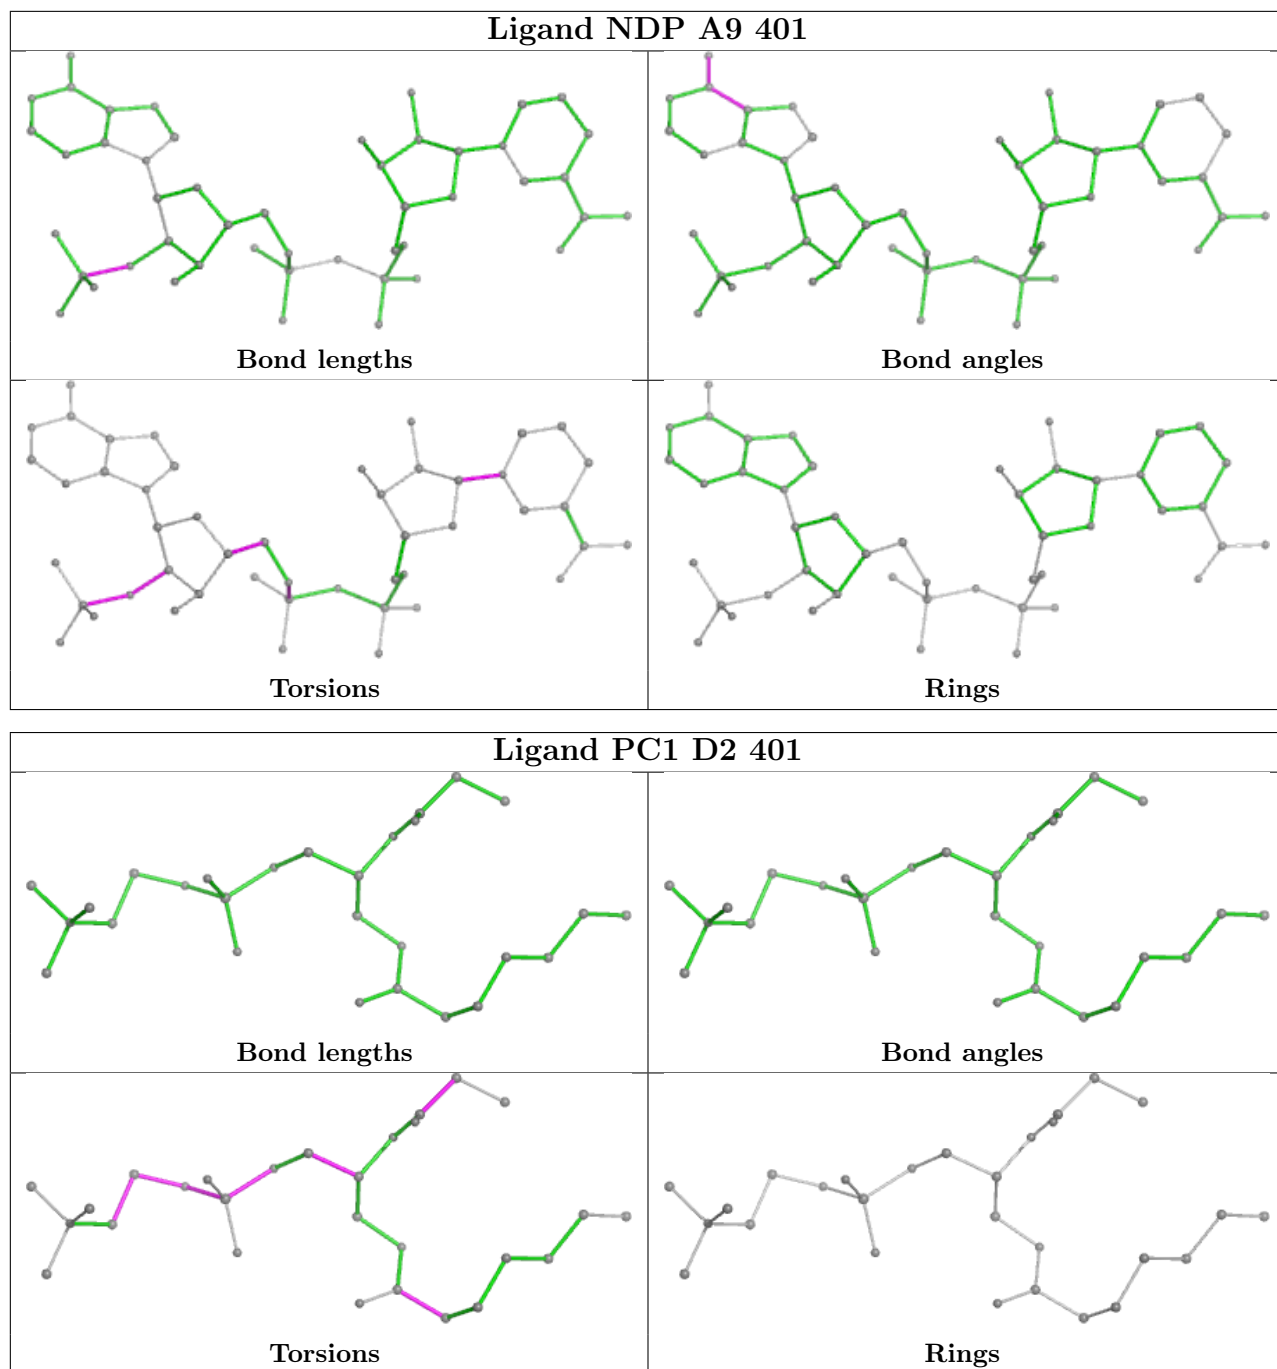 Ligand NDP A9 401
Bond lengths
Bond angles
Torsions
Rings
Ligand PC1 D2 401
Bond lengths
Bond angles
Torsions
Rings